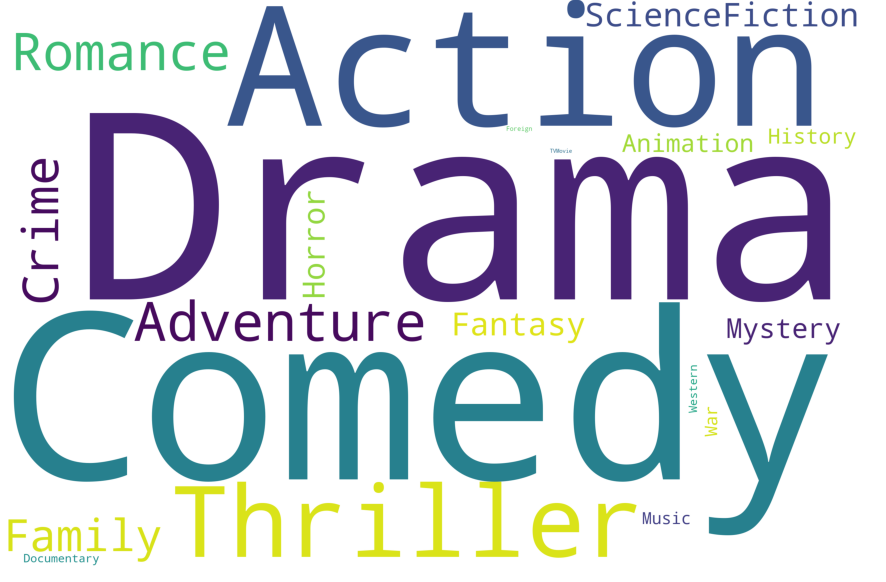 ScienceFiction
Romance
Action
Foreign
Animation
History
TVMovie
Drama
Crime
Horror
Adventure
Fantasy
Mystery
Comedy
Western
War
Thriller
Music
Family
Documentary